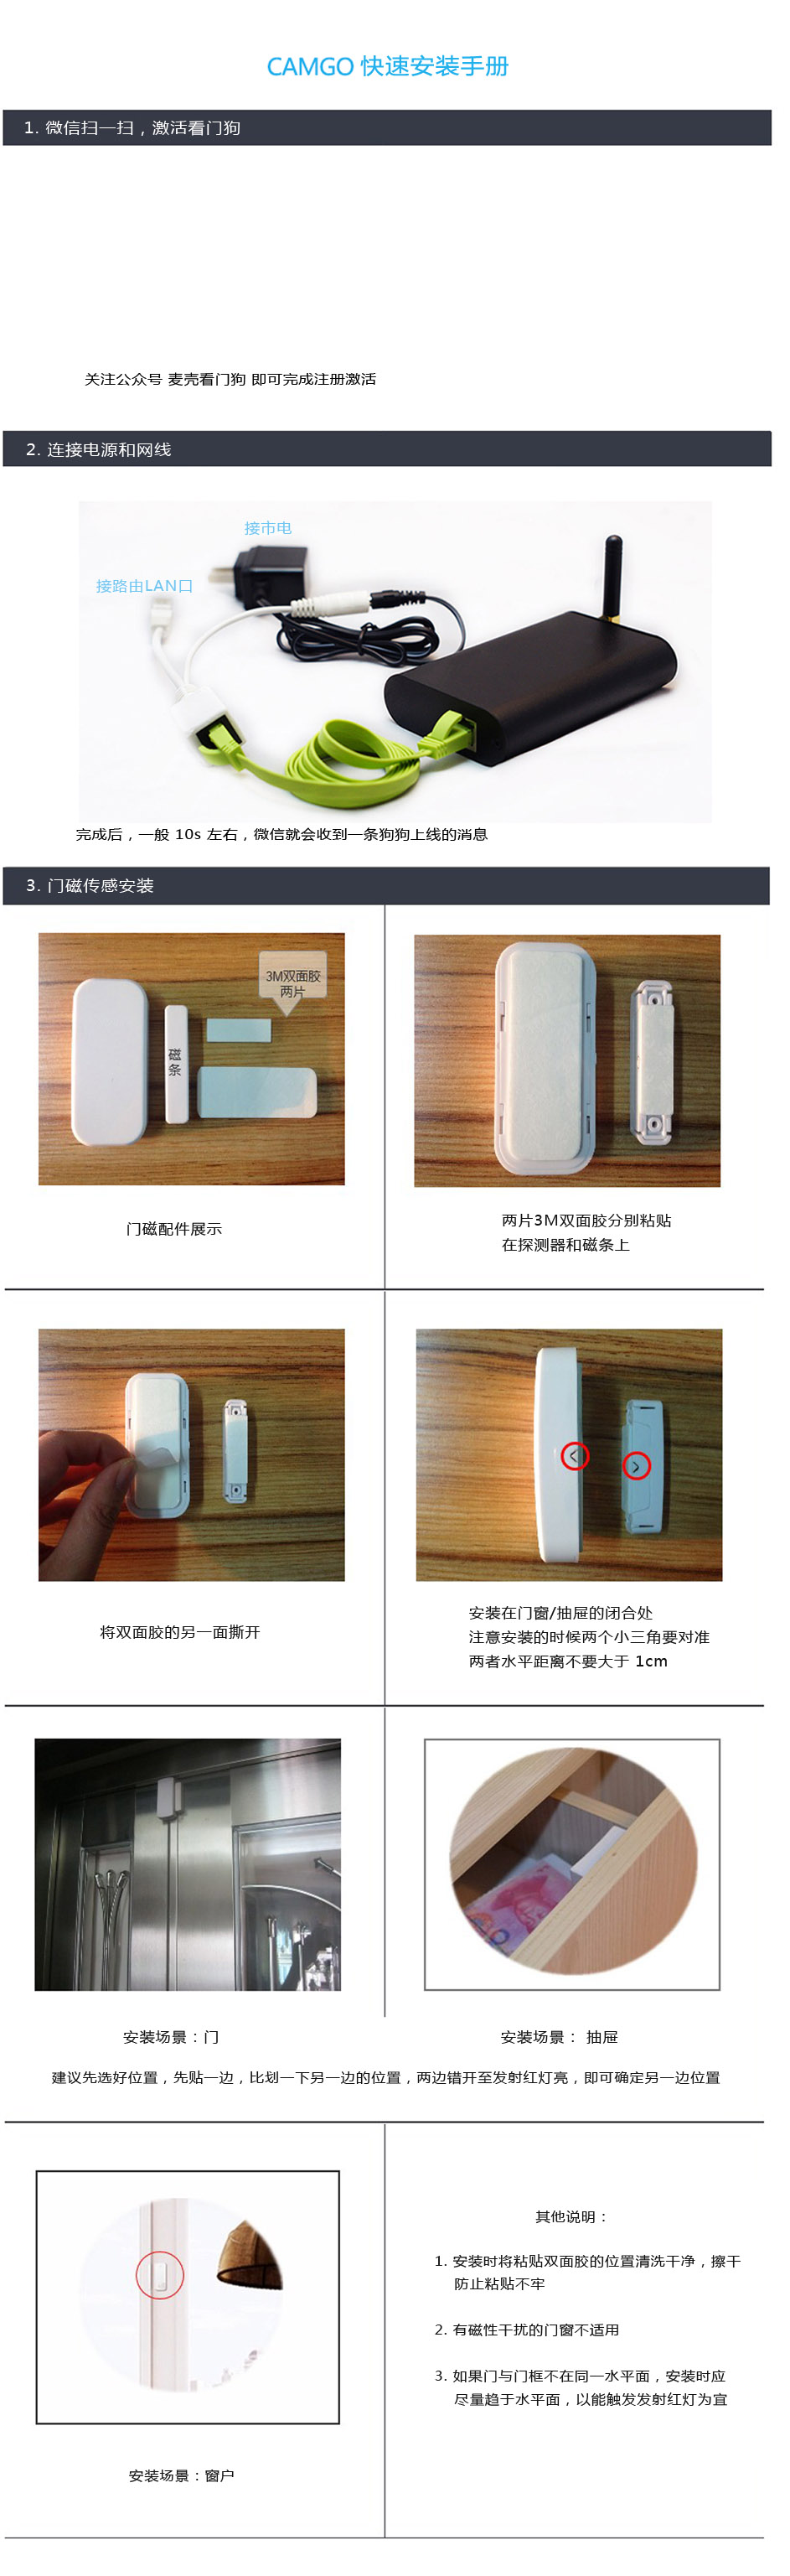 CAMGO 快速安装手册
1. 微信扫一扫，激活看门狗
关注公众号 麦壳看门狗 即可完成注册激活
2. 连接电源和网线
接市电
接路由LAN口
完成后，一般 10s 左右，微信就会收到一条狗狗上线的消息
3. 门磁传感安装
3M双面胶
两片
磁条
门磁配件展示
两片3M双面胶分别粘贴
在探测器和磁条上
将双面胶的另一面撕开
安装在门窗/抽屉的闭合处
注意安装的时候两个小三角要对准
两者水平距离不要大于 1cm
安装场景：门
安装场景： 抽屉
建议先选好位置，先贴一边，比划一下另一边的位置，两边错开至发射红灯亮，即可确定另一边位置
安装场景：窗户
其他说明：
1. 安装时将粘贴双面胶的位置清洗干净，擦干
防止粘贴不牢
2. 有磁性干扰的门窗不适用
3. 如果门与门框不在同一水平面，安装时应
尽量趋于水平面，以能触发发射红灯为宜